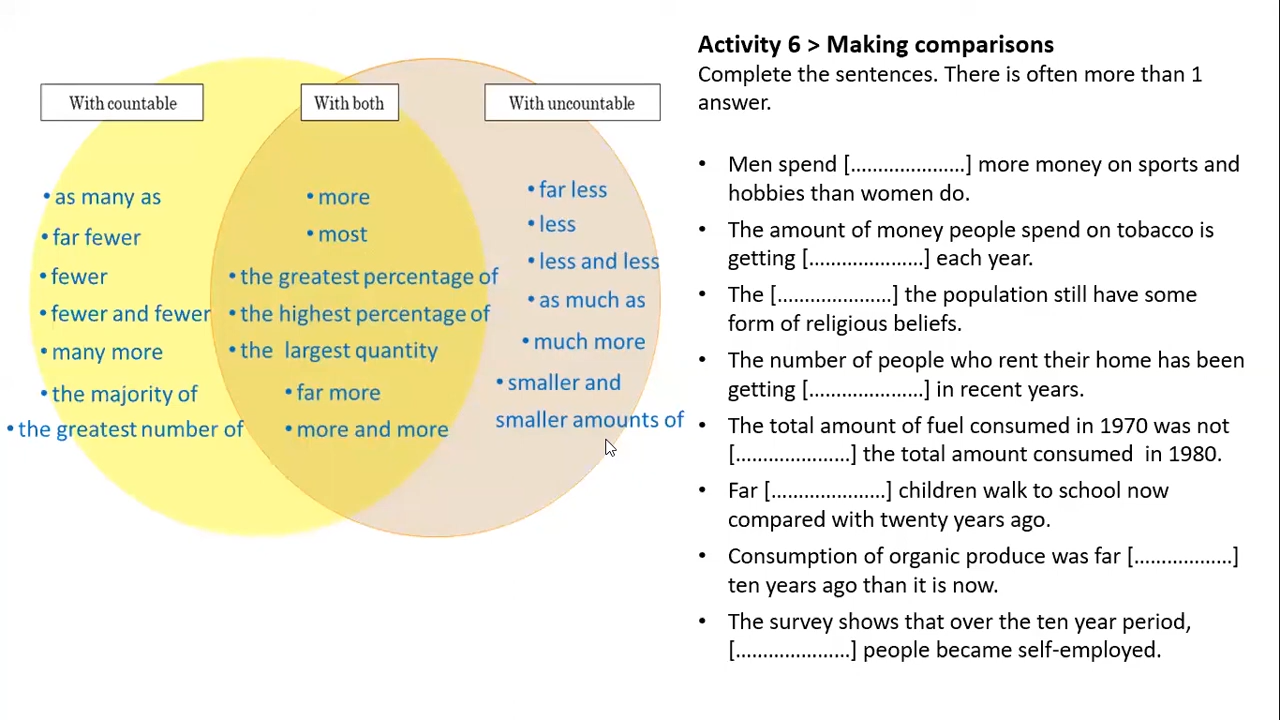 With countable
• as many as
• far fewer
• fewer
• fewer and fewer
• many more
• the majority of
• the greatest number of
With both
• more
• most
• the greatest percentage of
• the highest percentage of
• the largest quantity
• far more
• more and more
With uncountable
• far less
• less
• less and less
• as much as
• much more
• smaller and
smaller amounts of
Activity 6 > Making comparisons
Complete the sentences. There is often more than 1
answer.
• Men spend [.....................] more money on sports and
hobbies than women do.
• The amount of money people spend on tobacco is
getting [.....................] each year.
• The [.....................] the population still have some
form of religious beliefs.
• The number of people who rent their home has been
getting [.....................] in recent years.
• The total amount of fuel consumed in 1970 was not
[.....................] the total amount consumed in 1980.
• Far [.....................] children walk to school now
compared with twenty years ago.
• Consumption of organic produce was far [..................]
ten years ago than it is now.
• The survey shows that over the ten year period,
[.....................] people became self-employed.